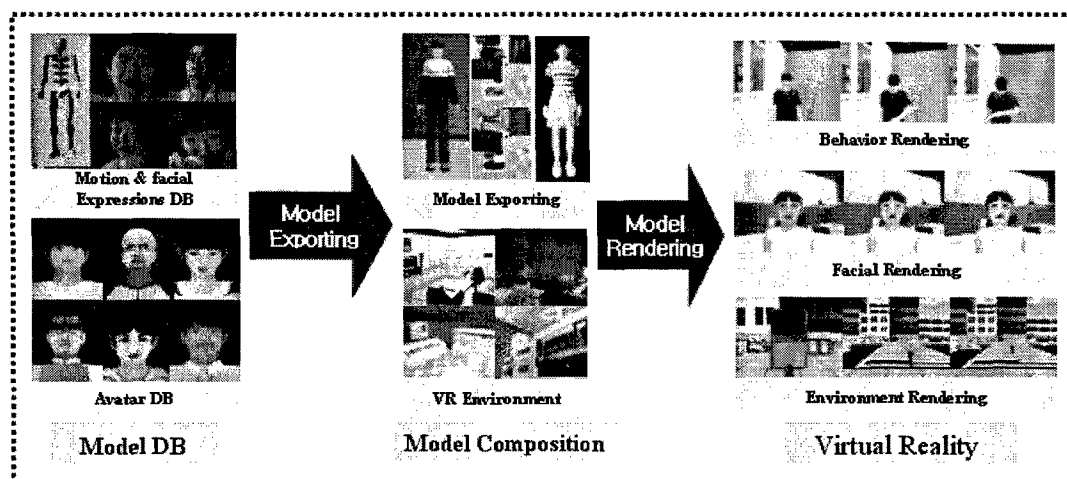 Motion & facial
Expressions DB
Avatar DB
Model DB
Model
Exporting
Model Exporting
VR Environment
Model Composition
Model
Rendering
Behavior Rendering
Facial Rendering
Environment Rendering
Virtual Reality